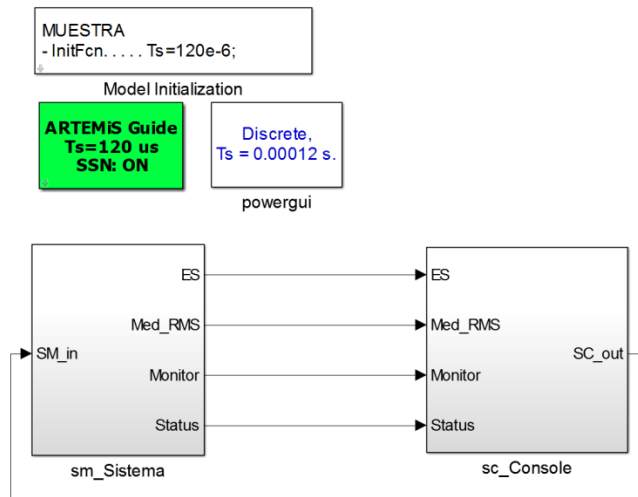 MUESTRA
- InitFcn. . . . . Ts=120e-6;
Model Initialization
ARTEMiS Guide
Ts=120 us
SSN: ON
Discrete,
Ts = 0.00012 s.
powergui
SM_in
ES
Med_RMS
Monitor
Status
sm_Sistema
ES
Med_RMS
Monitor
Status
SC_out
sc_Console